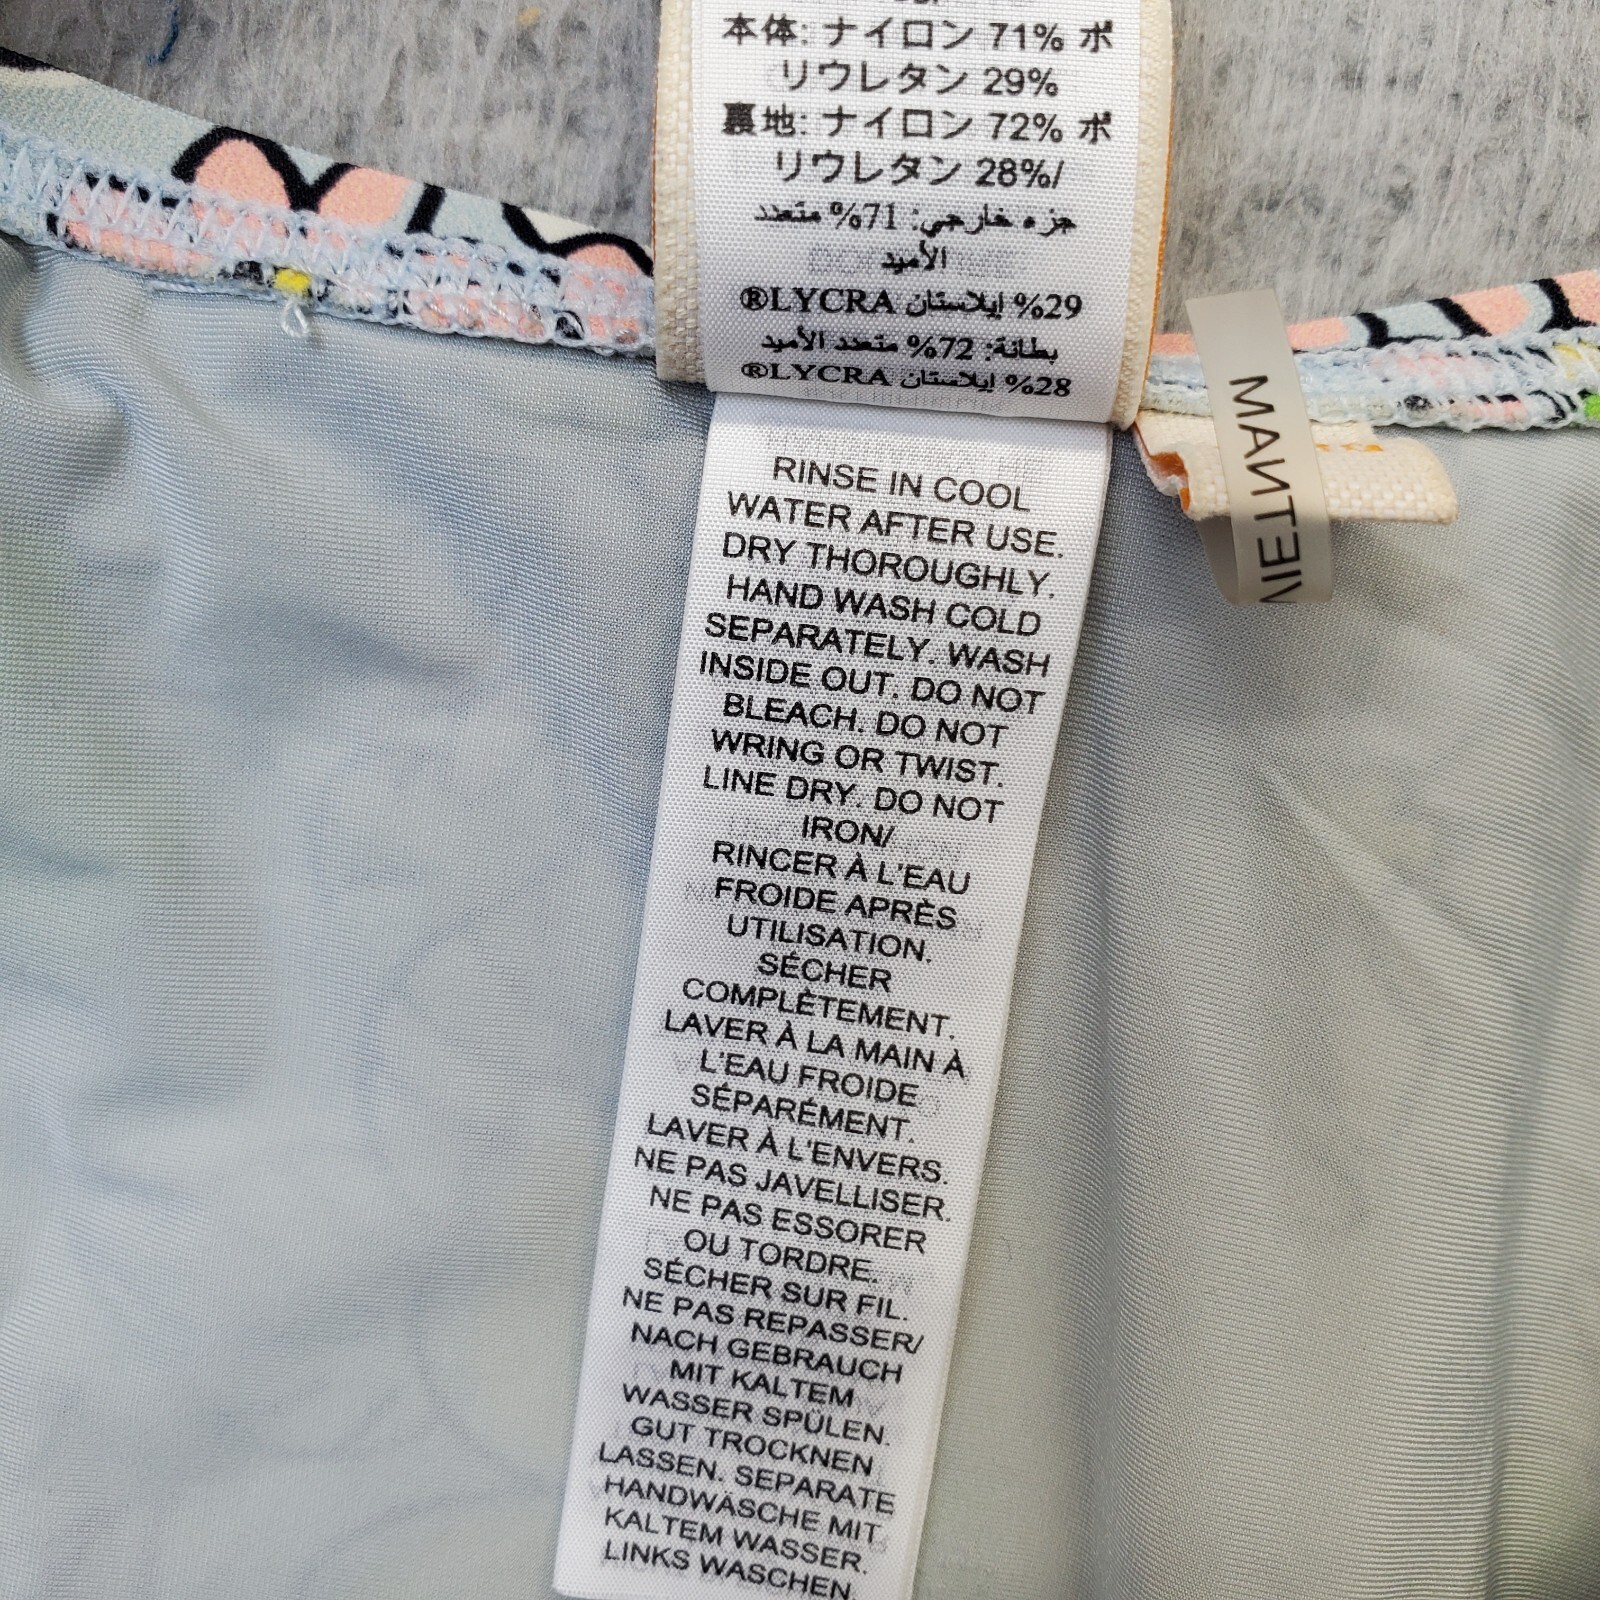 本体: ナイロン 71% ポ
リウレタン 29%
裏地: ナイロン 72% ポ
リウレタン 28%/
جزء خارجي: 71% متعدد
الأميد
29% إيلاستان LYCRA®
بطانة: 72% متعدد الأميد
28% إيلاستان LYCRA®
RINSE IN COOL
WATER AFTER USE.
DRY THOROUGHLY.
HAND WASH COLD
SEPARATELY. WASH
INSIDE OUT. DO NOT
BLEACH. DO NOT
WRING OR TWIST.
LINE DRY. DO NOT
IRON/
RINCER À L'EAU
FROIDE APRÈS
UTILISATION.
SÉCHER
COMPLÈTEMENT.
LAVER À LA MAIN À
L'EAU FROIDE
SÉPARÉMENT.
LAVER À L'ENVERS.
NE PAS JAVELLISER.
NE PAS ESSORER
OU TORDRE.
SÉCHER SUR FIL.
NE PAS REPASSER/
NACH GEBRAUCH
MIT KALTEM
WASSER SPÜLEN.
GUT TROCKNEN
LASSEN. SEPARATE
HANDWÄSCHE MIT
KALTEM WASSER.
LINKS WASCHEN.